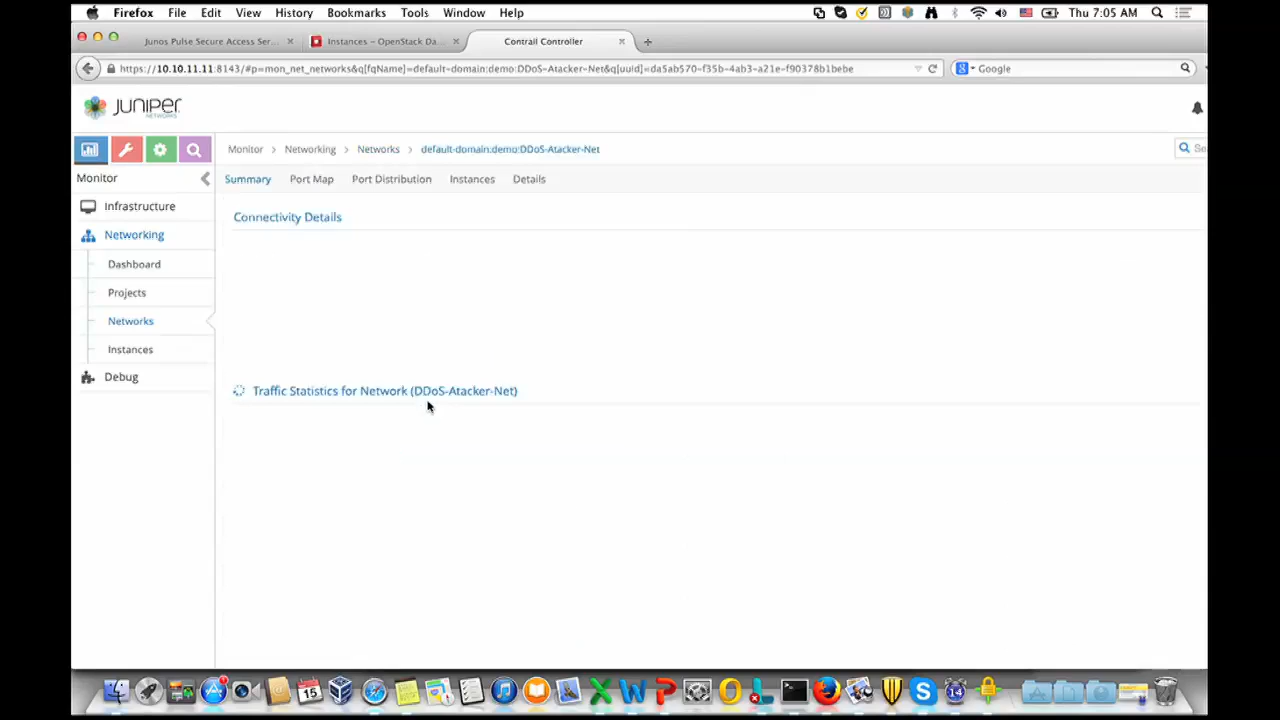 Firefox File Edit View History Bookmarks Tools Window Help Thu 7:05 AM
Junos Pulse Secure Access Ser... Instances – OpenStack Da... Contrail Controller
https://10.10.11.11:8143/#p=mon_net_networks&q[fqName]=default-domain:demo:DDoS-Atacker-Net&q[uuid]=da5ab570-f35b-4ab3-a21e-f90378b1bebe Google
JUNIPER
NETWORKS
Monitor Networking Networks default-domain:demo:DDoS-Atacker-Net Se
Monitor Summary Port Map Port Distribution Instances Details
Infrastructure
Connectivity Details
Networking
Dashboard
Projects
Networks
Instances
Debug
Traffic Statistics for Network (DDoS-Atacker-Net)
15
14